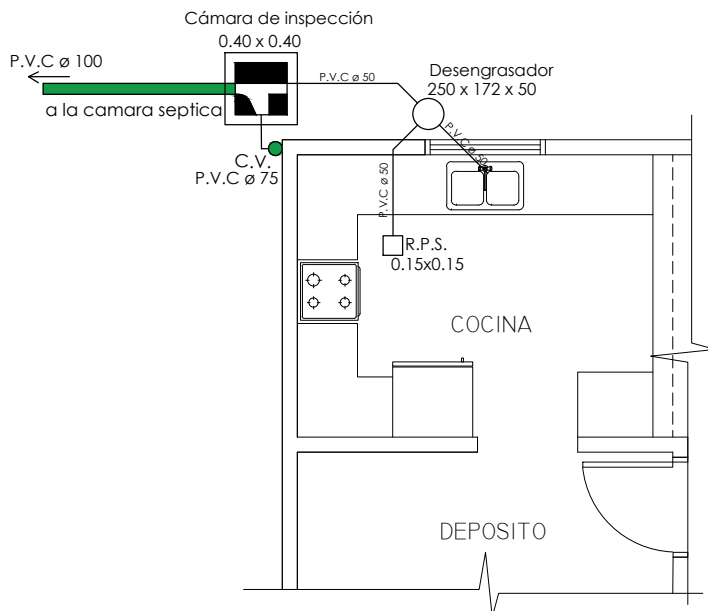 Cámara de inspección
0.40 x 0.40
P.V.C ø 100
a la camara septica
P.V.C ø 50
Desengrasador
250 x 172 x 50
P.V.C ø 50
C.V.
P.V.C ø 75
P.V.C ø 50
R.P.S.
0.15x0.15
COCINA
DEPOSITO